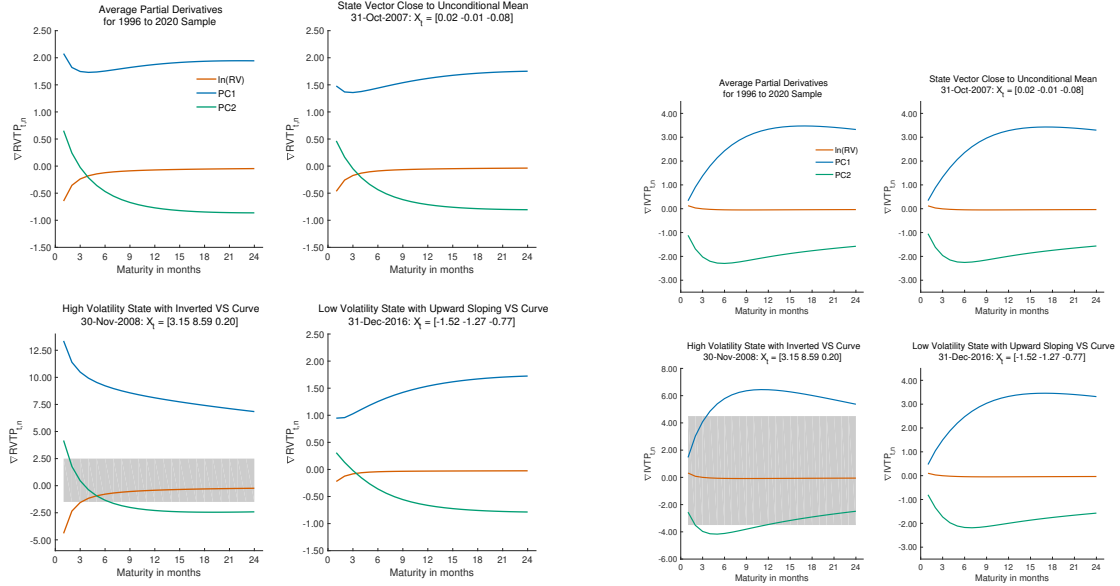 Average Partial Derivatives
for 1996 to 2020 Sample
2.50
2.00
1.50
1.00
0.50
0.00
-0.50
-1.00
-1.50
∇RVTP_{t,n}
ln(RV)
PC1
PC2
0 3 6 9 12 15 18 21 24
Maturity in months
State Vector Close to Unconditional Mean
31-Oct-2007: X_t = [0.02 -0.01 -0.08]
2.50
2.00
1.50
1.00
0.50
0.00
-0.50
-1.00
-1.50
0 3 6 9 12 15 18 21 24
Maturity in months
High Volatility State with Inverted VS Curve
30-Nov-2008: X_t = [3.15 8.59 0.20]
12.50
10.00
7.50
5.00
2.50
0.00
-2.50
-5.00
∇RVTP_{t,n}
0 3 6 9 12 15 18 21 24
Maturity in months
Low Volatility State with Upward Sloping VS Curve
31-Dec-2016: X_t = [-1.52 -1.27 -0.77]
2.50
2.00
1.50
1.00
0.50
0.00
-0.50
-1.00
-1.50
0 3 6 9 12 15 18 21 24
Maturity in months
Average Partial Derivatives
for 1996 to 2020 Sample
4.00
3.00
2.00
1.00
0.00
-1.00
-2.00
-3.00
∇IVTP_{t,n}
ln(RV)
PC1
PC2
0 3 6 9 12 15 18 21 24
Maturity in months
State Vector Close to Unconditional Mean
31-Oct-2007: X_t = [0.02 -0.01 -0.08]
4.00
3.00
2.00
1.00
0.00
-1.00
-2.00
-3.00
0 3 6 9 12 15 18 21 24
Maturity in months
High Volatility State with Inverted VS Curve
30-Nov-2008: X_t = [3.15 8.59 0.20]
8.00
6.00
4.00
2.00
0.00
-2.00
-4.00
-6.00
∇IVTP_{t,n}
0 3 6 9 12 15 18 21 24
Maturity in months
Low Volatility State with Upward Sloping VS Curve
31-Dec-2016: X_t = [-1.52 -1.27 -0.77]
4.00
3.00
2.00
1.00
0.00
-1.00
-2.00
-3.00
0 3 6 9 12 15 18 21 24
Maturity in months